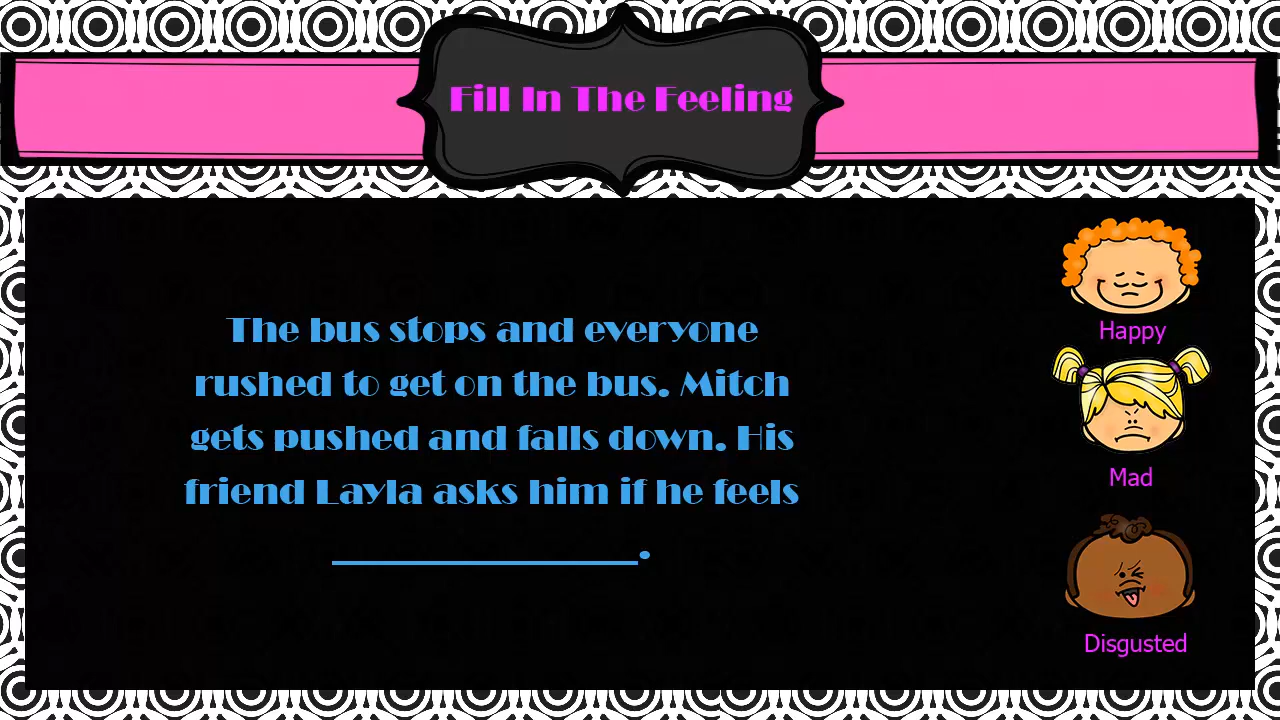 Fill In The Feeling
The bus stops and everyone
rushed to get on the bus. Mitch
gets pushed and falls down. His
friend Layla asks him if he feels
_________________.
Happy
Mad
Disgusted